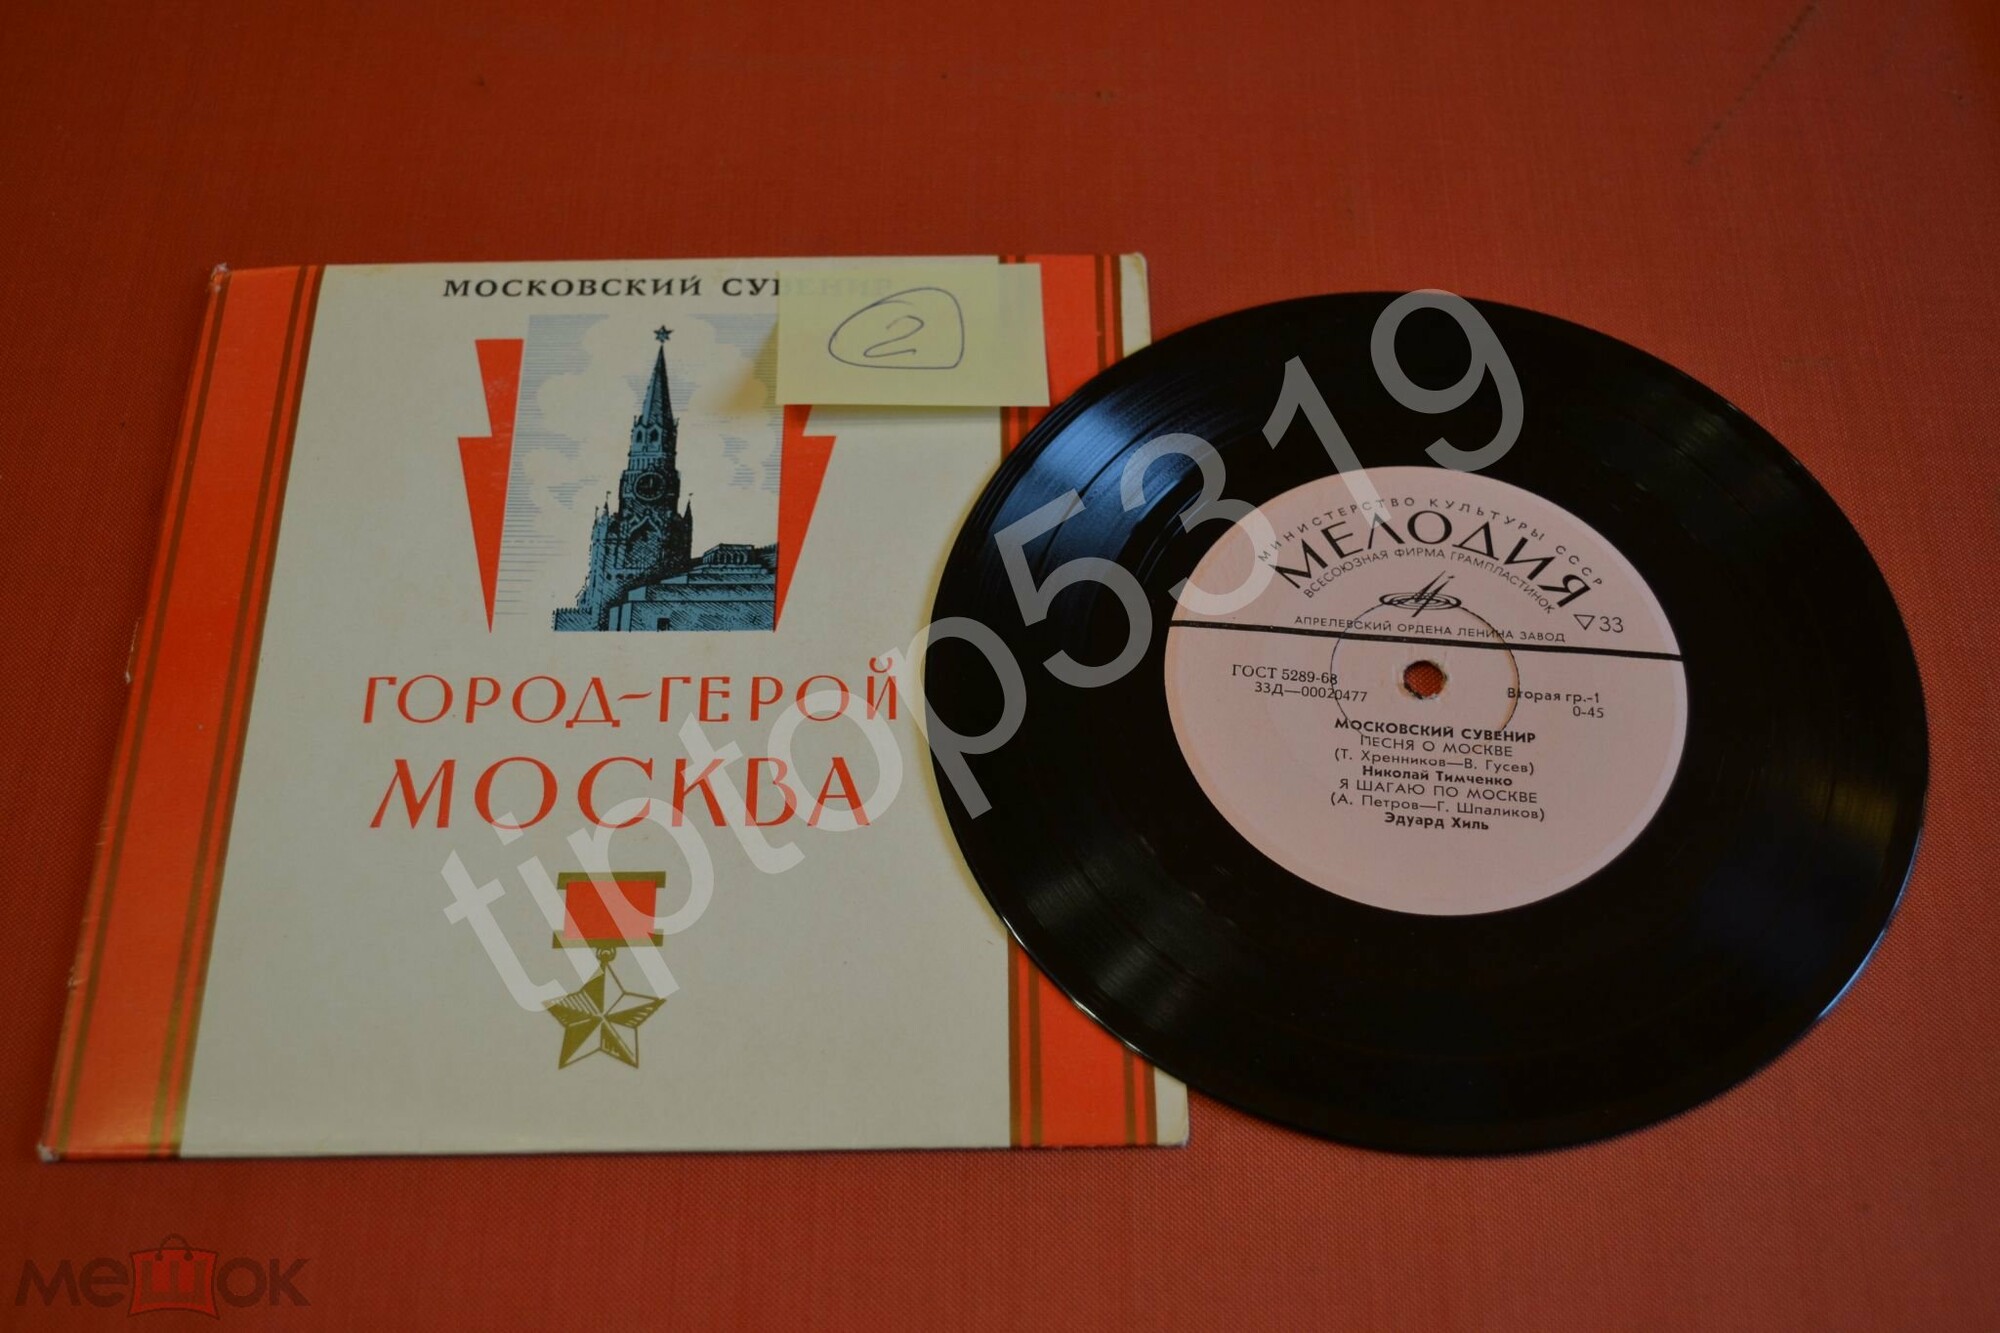 МОСКОВСКИЙ СУВЕНИР
2
ГОРОД-ГЕРОЙ
МОСКВА
МИНИСТЕРСТВО КУЛЬТУРЫ СССР
МЕЛОДИЯ
ВСЕСОЮЗНАЯ ФИРМА ГРАМПЛАСТИНОК
АПРЕЛЕВСКИЙ ОРДЕНА ЛЕНИНА ЗАВОД
▽33
ГОСТ 5289-68
33Д—00020477
Вторая гр.-1
0-45
МОСКОВСКИЙ СУВЕНИР
ПЕСНЯ О МОСКВЕ
(Т. Хренников—В. Гусев)
Николай Тимченко
Я ШАГАЮ ПО МОСКВЕ
(А. Петров—Г. Шпаликов)
Эдуард Хиль
tiptop5319
мешок